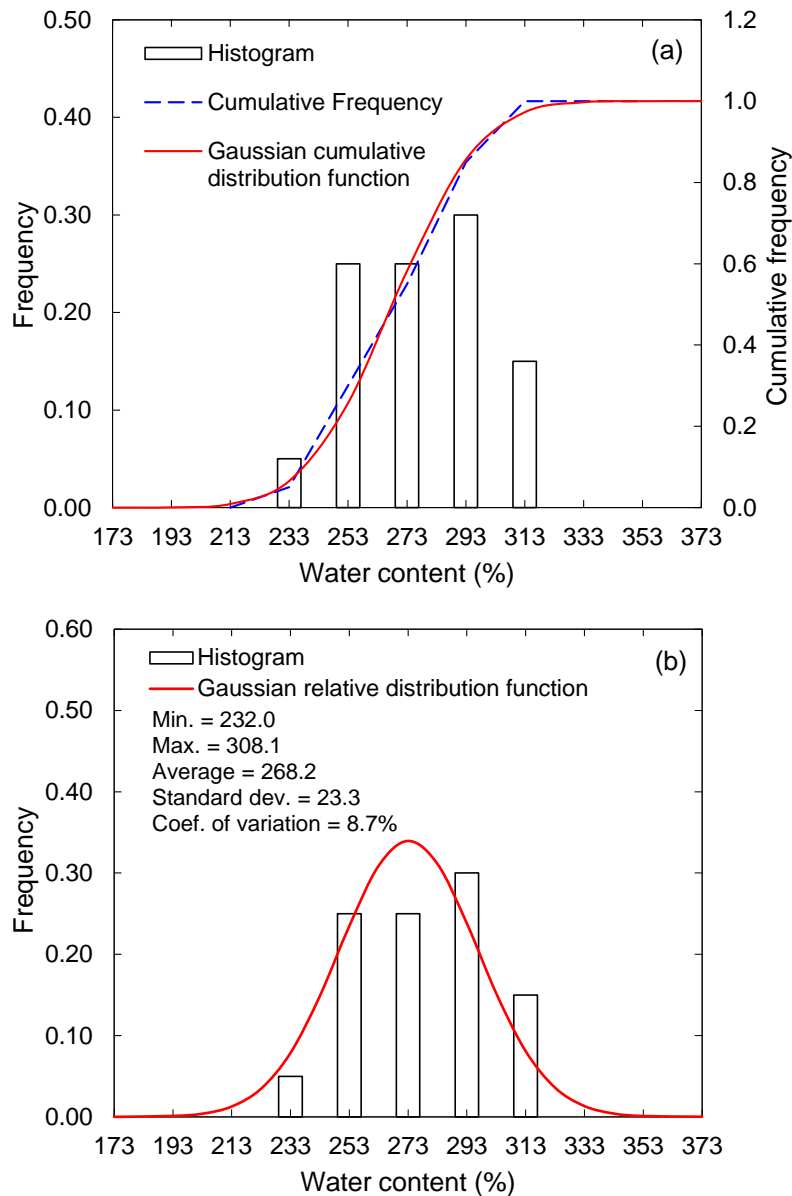 0.50
0.40
0.30
0.20
0.10
0.00
Frequency
1.2
1.0
0.8
0.6
0.4
0.2
0.0
Cumulative frequency
(a)
Histogram
Cumulative Frequency
Gaussian cumulative
distribution function
173 193 213 233 253 273 293 313 333 353 373
Water content (%)
0.60
0.50
0.40
0.30
0.20
0.10
0.00
Frequency
(b)
Histogram
Gaussian relative distribution function
Min. = 232.0
Max. = 308.1
Average = 268.2
Standard dev. = 23.3
Coef. of variation = 8.7%
173 193 213 233 253 273 293 313 333 353 373
Water content (%)